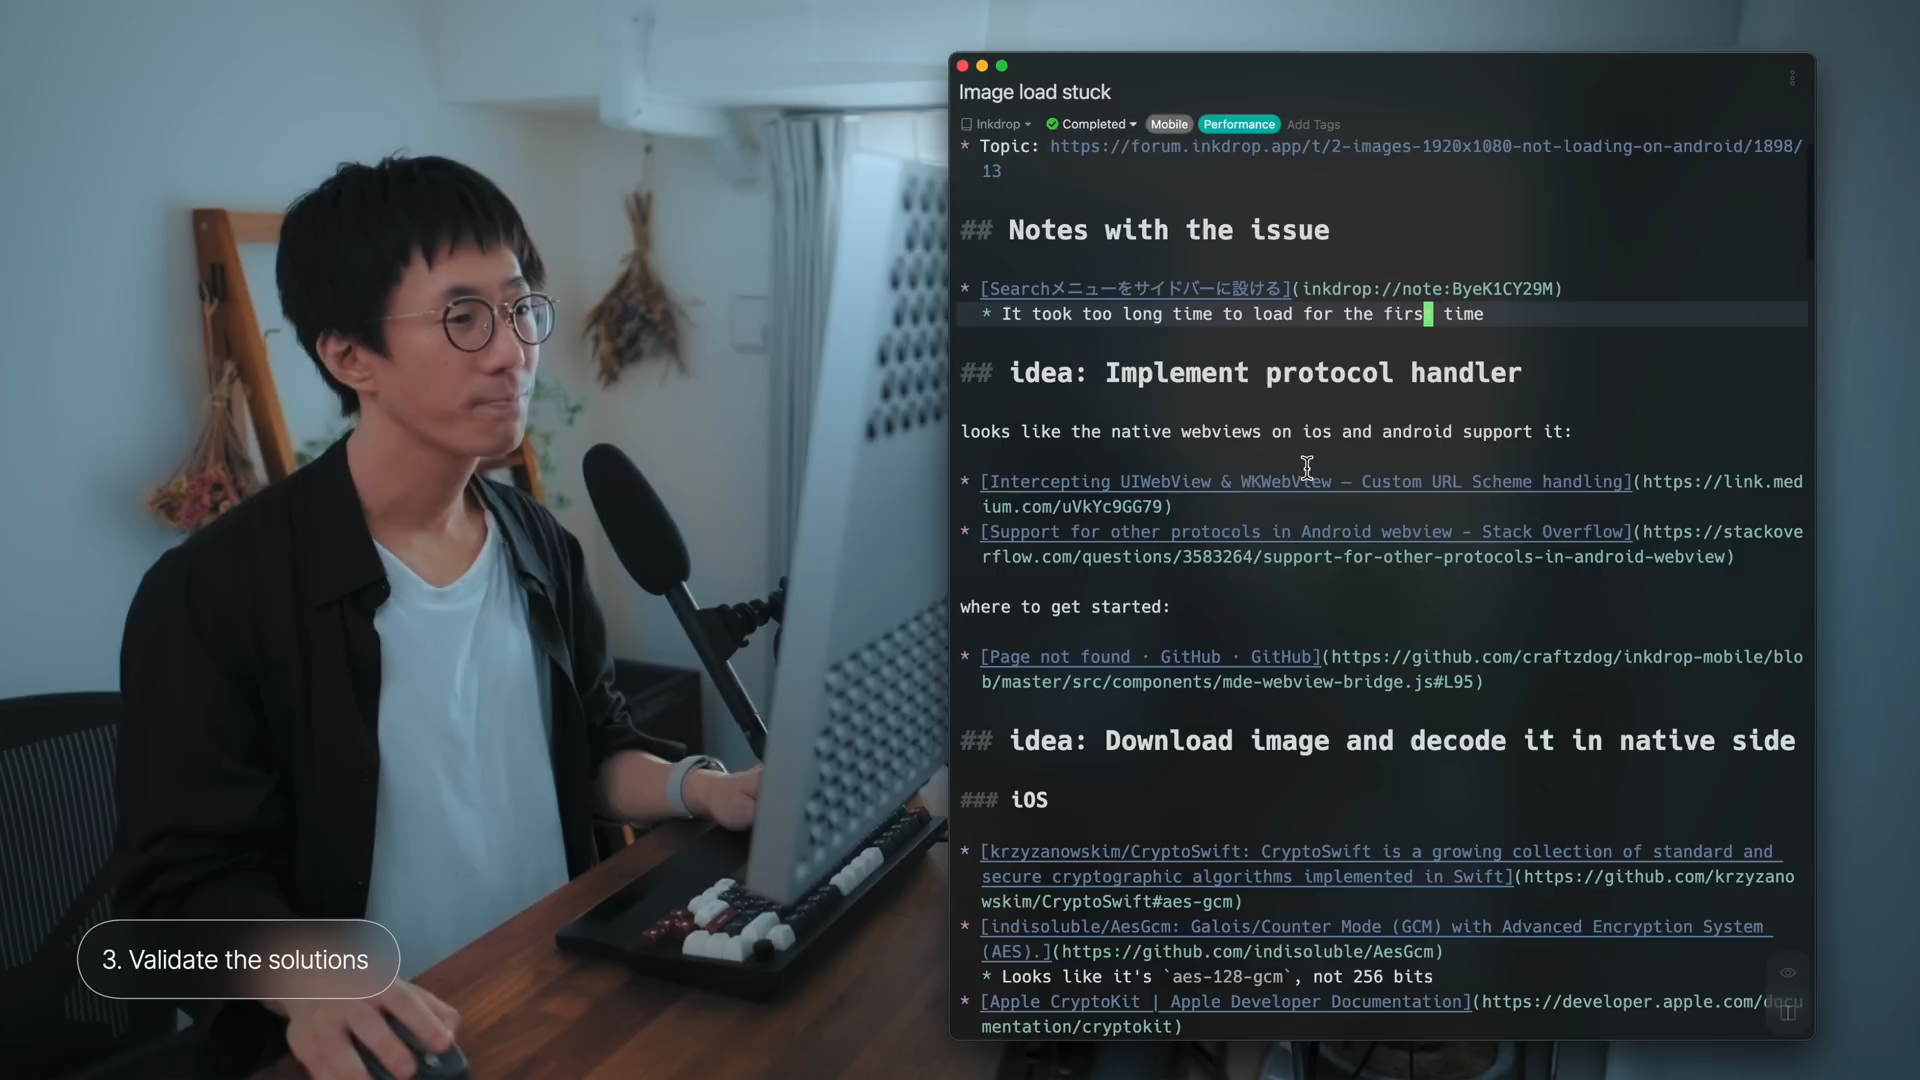 Image load stuck
Inkdrop Completed Mobile Performance Add Tags
* Topic: https://forum.inkdrop.app/t/2-images-1920x1080-not-loading-on-android/1898/
13
## Notes with the issue
* [Searchメニューをサイドバーに設ける](inkdrop://note:ByeK1CY29M)
* It took too long time to load for the firs time
## idea: Implement protocol handler
looks like the native webviews on ios and android support it:
* [Intercepting UIWebView & WKWebView — Custom URL Scheme handling](https://link.med
ium.com/uVkYc9GG79)
* [Support for other protocols in Android webview - Stack Overflow](https://stackove
rflow.com/questions/3583264/support-for-other-protocols-in-android-webview)
where to get started:
* [Page not found · GitHub · GitHub](https://github.com/craftzdog/inkdrop-mobile/blo
b/master/src/components/mde-webview-bridge.js#L95)
## idea: Download image and decode it in native side
### iOS
* [krzyzanowskim/CryptoSwift: CryptoSwift is a growing collection of standard and
secure cryptographic algorithms implemented in Swift](https://github.com/krzyzano
wskim/CryptoSwift#aes-gcm)
* [indisoluble/AesGcm: Galois/Counter Mode (GCM) with Advanced Encryption System
(AES).](https://github.com/indisoluble/AesGcm)
* Looks like it's `aes-128-gcm`, not 256 bits
* [Apple CryptoKit | Apple Developer Documentation](https://developer.apple.com/docu
mentation/cryptokit)
3. Validate the solutions